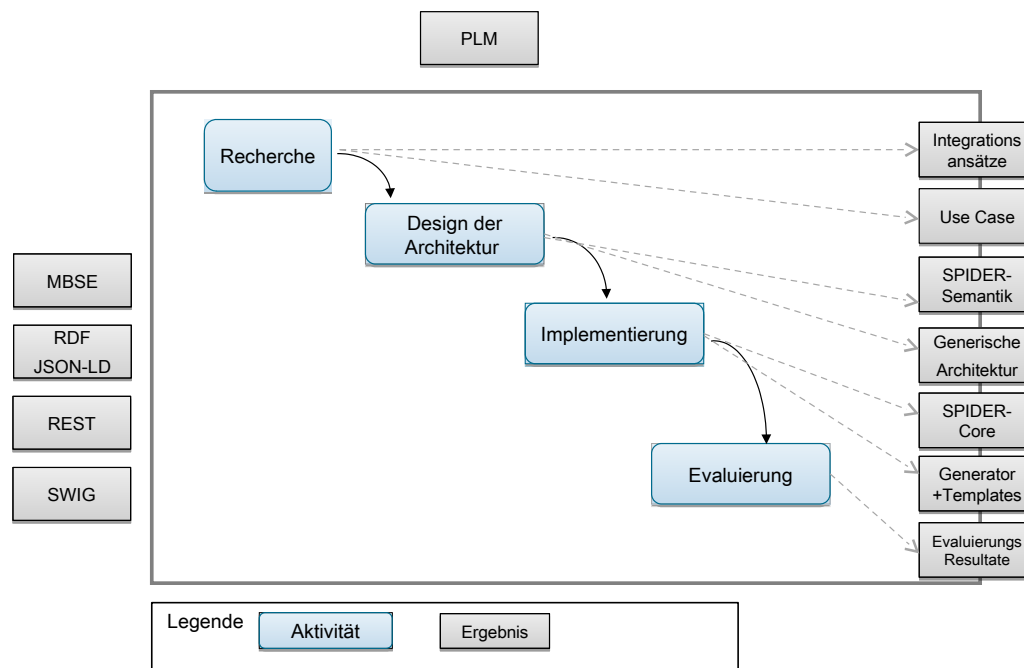 PLM
Recherche
Design der
Architektur
Implementierung
Evaluierung
MBSE
RDF
JSON-LD
REST
SWIG
Integrations
ansätze
Use Case
SPIDER-
Semantik
Generische
Architektur
SPIDER-
Core
Generator
+Templates
Evaluierungs
Resultate
Legende
Aktivität
Ergebnis